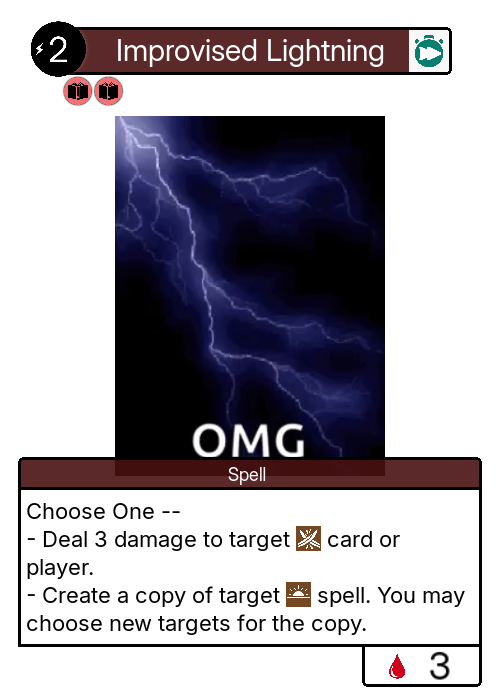 2 Improvised Lightning
OMG
Spell
Choose One --
- Deal 3 damage to target card or
player.
- Create a copy of target spell. You may
choose new targets for the copy.
3